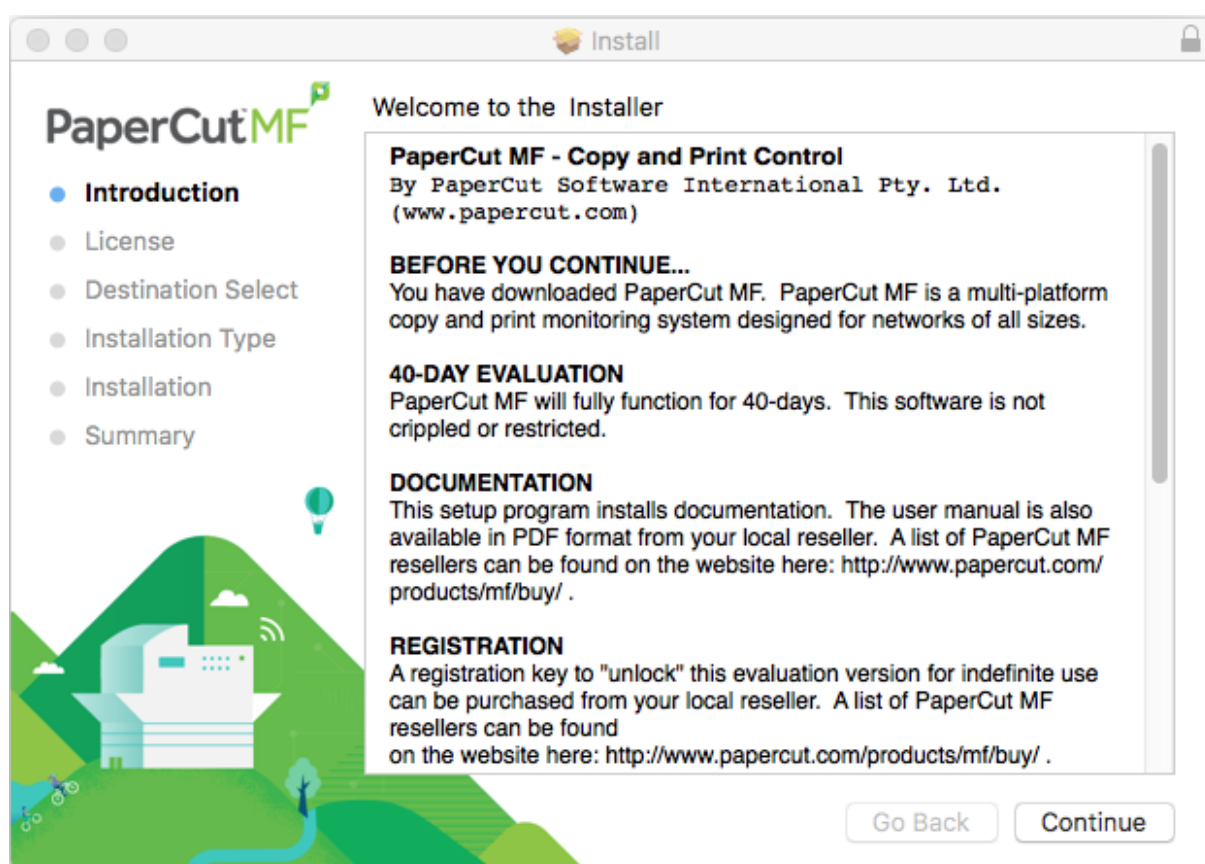 Install
PaperCut MF
Introduction
License
Destination Select
Installation Type
Installation
Summary
Welcome to the  Installer
PaperCut MF - Copy and Print Control
By PaperCut Software International Pty. Ltd.
(www.papercut.com)
BEFORE YOU CONTINUE...
You have downloaded PaperCut MF.  PaperCut MF is a multi-platform
copy and print monitoring system designed for networks of all sizes.
40-DAY EVALUATION
PaperCut MF will fully function for 40-days.  This software is not
crippled or restricted.
DOCUMENTATION
This setup program installs documentation.  The user manual is also
available in PDF format from your local reseller.  A list of PaperCut MF
resellers can be found on the website here: http://www.papercut.com/
products/mf/buy/ .
REGISTRATION
A registration key to "unlock" this evaluation version for indefinite use
can be purchased from your local reseller.  A list of PaperCut MF
resellers can be found
on the website here: http://www.papercut.com/products/mf/buy/ .
Go Back
Continue